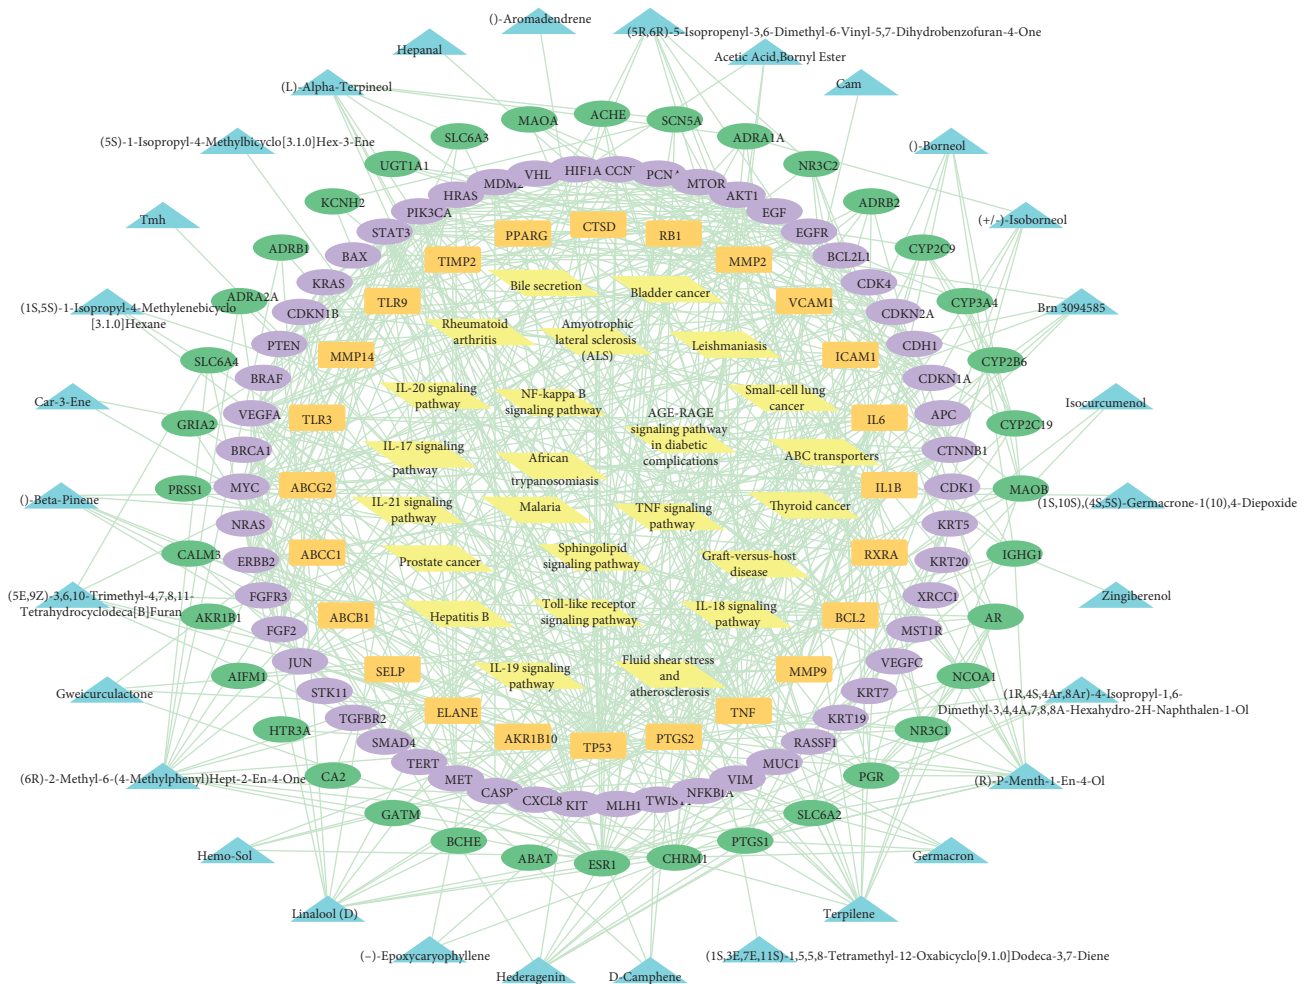 ()-Aromadendrene
(5R,6R)-5-Isopropenyl-3,6-Dimethyl-6-Vinyl-5,7-Dihydrobenzofuran-4-One
Hepanal
Acetic Acid,Bornyl Ester
(L)-Alpha-Terpineol
Cam
(5S)-1-Isopropyl-4-Methylbicyclo[3.1.0]Hex-3-Ene
()-Borneol
Tmh
(+/-)-Isoborneol
(1S,5S)-1-Isopropyl-4-Methylenebicyclo
[3.1.0]Hexane
Brn 3094585
Car-3-Ene
Isocurcumenol
()-Beta-Pinene
(1S,10S),(4S,5S)-Germacrone-1(10),4-Diepoxide
(5E,9Z)-3,6,10-Trimethyl-4,7,8,11-
Tetrahydrocyclodeca[B]Furan
Zingiberenol
Gweicurculactone
(1R,4S,4Ar,8Ar)-4-Isopropyl-1,6-
Dimethyl-3,4,4A,7,8,8A-Hexahydro-2H-Naphthalen-1-Ol
(6R)-2-Methyl-6-(4-Methylphenyl)Hept-2-En-4-One
(R)-P-Menth-1-En-4-Ol
Hemo-Sol
Germacron
Linalool (D)
Terpilene
(–)-Epoxycaryophyllene
(1S,3E,7E,11S)-1,5,5,8-Tetramethyl-12-Oxabicyclo[9.1.0]Dodeca-3,7-Diene
Hederagenin
D-Camphene
ACHE
SCN5A
ADRA1A
NR3C2
ADRB2
CYP2C9
CYP3A4
CYP2B6
CYP2C19
MAOB
IGHG1
AR
NCOA1
NR3C1
PGR
SLC6A2
PTGS1
CHRM1
ESR1
ABAT
BCHE
GATM
CA2
HTR3A
AIFM1
AKR1B1
CALM3
PRSS1
GRIA2
SLC6A4
ADRA2A
ADRB1
KCNH2
UGT1A1
SLC6A3
MAOA
HIF1A
MTOR
AKT1
EGF
EGFR
BCL2L1
CDK4
CDKN2A
CDH1
CDKN1A
APC
CTNNB1
CDK1
KRT5
KRT20
XRCC1
MST1R
VEGFC
KRT7
KRT19
RASSF1
MUC1
VIM
NFKBIA
MLH1
KIT
CXCL8
MET
TERT
SMAD4
TGFBR2
STK11
JUN
FGF2
FGFR3
ERBB2
NRAS
MYC
BRCA1
VEGFA
BRAF
PTEN
CDKN1B
KRAS
BAX
STAT3
PIK3CA
HRAS
MDM2
VHL
CTSD
RB1
MMP2
VCAM1
ICAM1
IL6
IL1B
RXRA
BCL2
MMP9
TNF
PTGS2
TP53
AKR1B10
ELANE
SELP
ABCB1
ABCC1
ABCG2
TLR3
MMP14
TLR9
TIMP2
PPARG
Bile secretion
Bladder cancer
Rheumatoid
arthritis
Amyotrophic
lateral sclerosis
(ALS)
Leishmaniasis
IL-20 signaling
pathway
NF-kappa B
signaling pathway
Small-cell lung
cancer
AGE-RAGE
signaling pathway
in diabetic
complications
IL-17 signaling
pathway
African
trypanosomiasis
ABC transporters
IL-21 signaling
pathway
Malaria
TNF signaling
pathway
Thyroid cancer
Prostate cancer
Sphingolipid
signaling pathway
Graft-versus-host
disease
Hepatitis B
Toll-like receptor
signaling pathway
IL-18 signaling
pathway
IL-19 signaling
pathway
Fluid shear stress
and
atherosclerosis